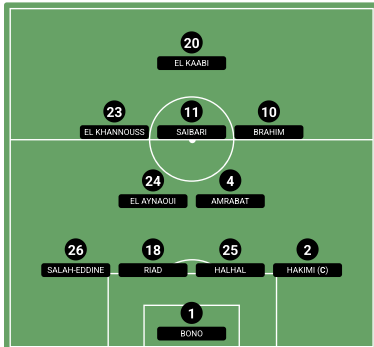 20
EL KAABI
23 11 10
EL KHANNOUSS SAIBARI BRAHIM
24 4
EL AYNAOUI AMRABAT
26 18 25 2
SALAH-EDDINE RIAD HALHAL HAKIMI (C)
1
BONO